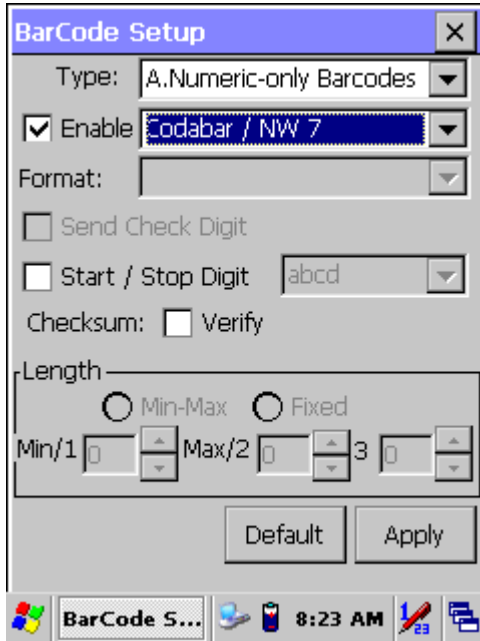 BarCode Setup
Type: A.Numeric-only Barcodes
Enable Codabar / NW 7
Format:
Send Check Digit
Start / Stop Digit abcd
Checksum: Verify
Length
Min-Max Fixed
Min/1 0 Max/2 0 3 0
Default Apply
BarCode S... 8:23 AM 23